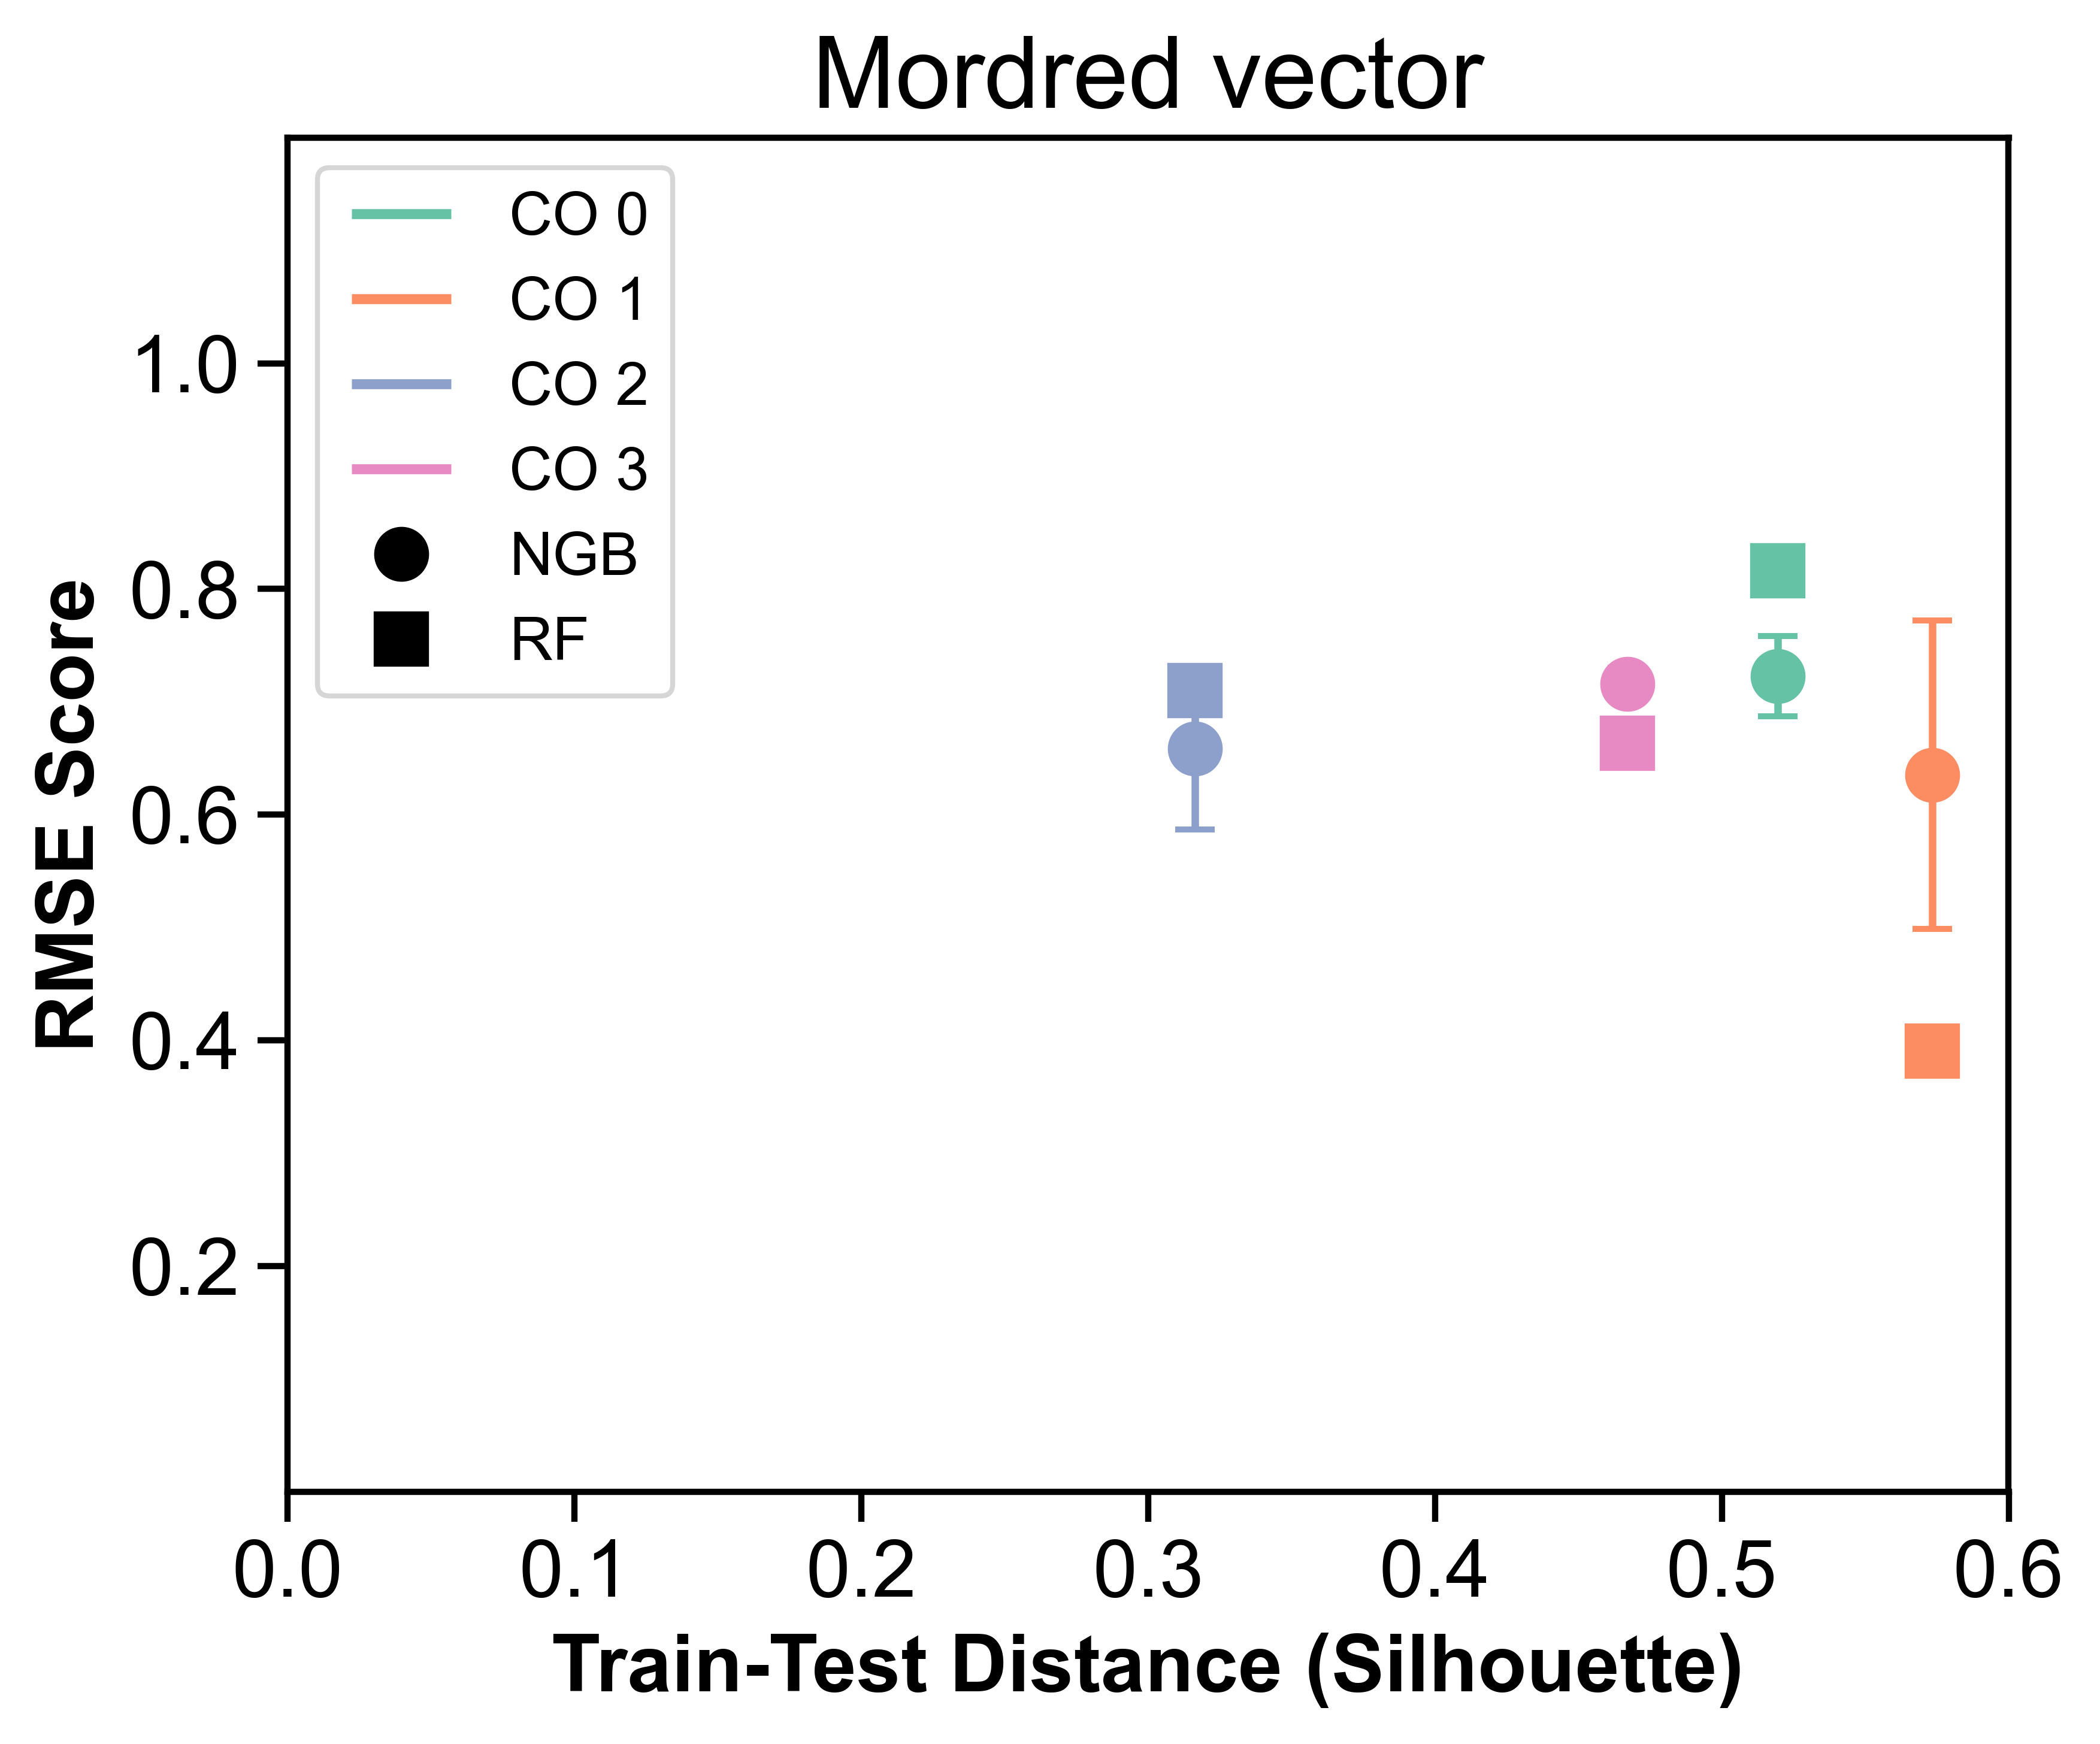 Mordred vector
CO 0
CO 1
CO 2
CO 3
NGB
RF
RMSE Score
1.0
0.8
0.6
0.4
0.2
0.0 0.1 0.2 0.3 0.4 0.5 0.6
Train-Test Distance (Silhouette)